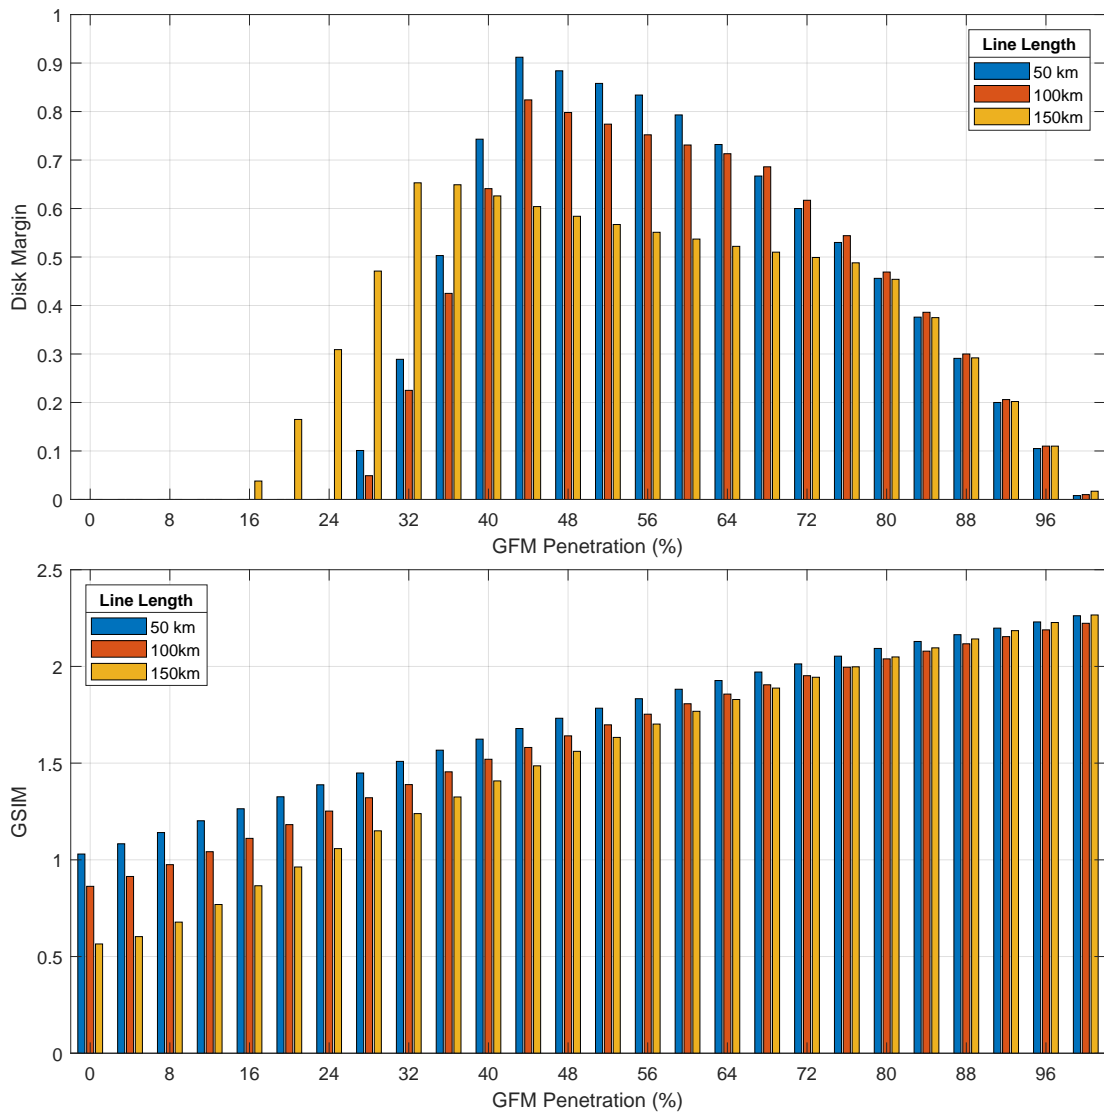 1
0.9
0.8
0.7
0.6
0.5
0.4
0.3
0.2
0.1
0
Disk Margin
Line Length
50 km
100km
150km
0 8 16 24 32 40 48 56 64 72 80 88 96
GFM Penetration (%)
2.5
2
1.5
1
0.5
0
GSIM
Line Length
50 km
100km
150km
0 8 16 24 32 40 48 56 64 72 80 88 96
GFM Penetration (%)